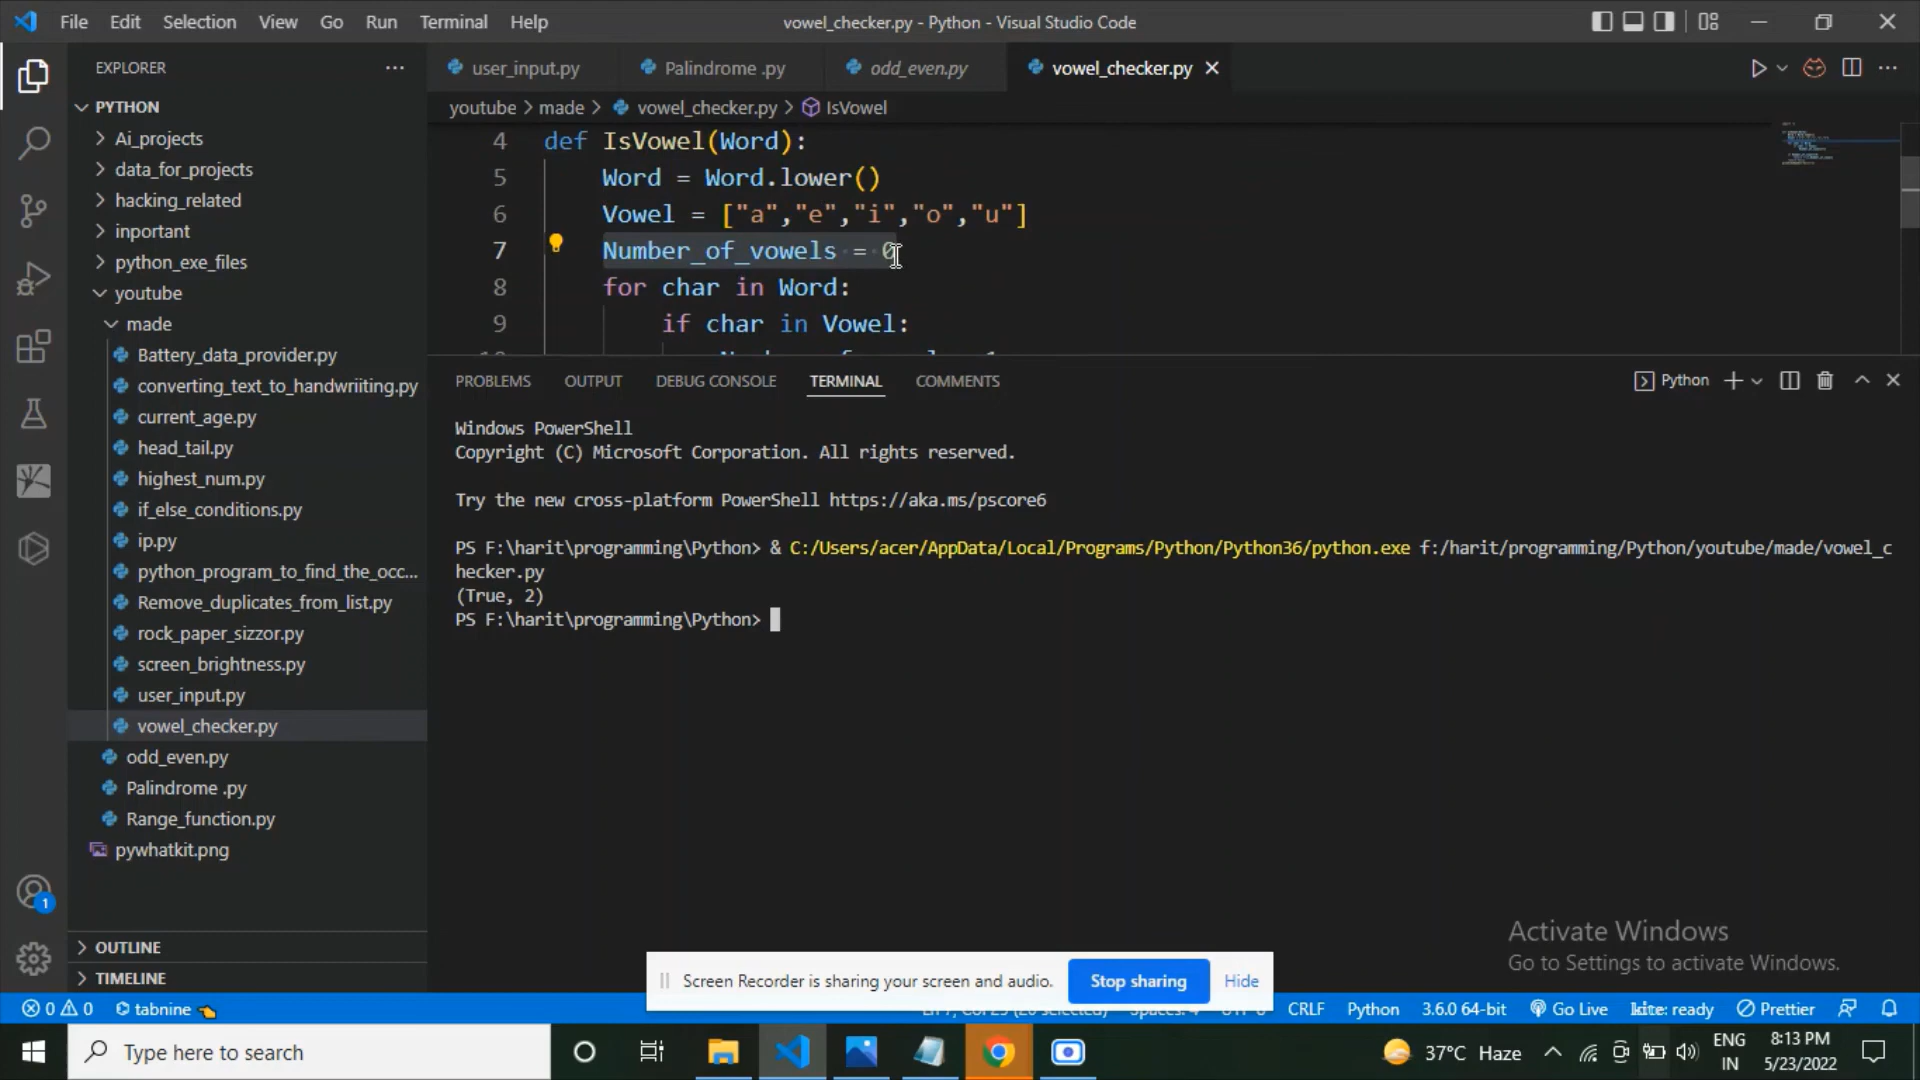 File Edit Selection View Go Run Terminal Help
vowel_checker.py - Python - Visual Studio Code
EXPLORER
PYTHON
Ai_projects
data_for_projects
hacking_related
inportant
python_exe_files
youtube
made
Battery_data_provider.py
converting_text_to_handwriiting.py
current_age.py
head_tail.py
highest_num.py
if_else_conditions.py
ip.py
python_program_to_find_the_occ...
Remove_duplicates_from_list.py
rock_paper_sizzor.py
screen_brightness.py
user_input.py
vowel_checker.py
odd_even.py
Palindrome .py
Range_function.py
pywhatkit.png
OUTLINE
TIMELINE
user_input.py Palindrome .py odd_even.py vowel_checker.py
youtube > made > vowel_checker.py > IsVowel
4 def IsVowel(Word):
5 Word = Word.lower()
6 Vowel = ["a","e","i","o","u"]
7 Number_of_vowels = 0
8 for char in Word:
9 if char in Vowel:
PROBLEMS OUTPUT DEBUG CONSOLE TERMINAL COMMENTS
Python
Windows PowerShell
Copyright (C) Microsoft Corporation. All rights reserved.
Try the new cross-platform PowerShell https://aka.ms/pscore6
PS F:\harit\programming\Python> & C:/Users/acer/AppData/Local/Programs/Python/Python36/python.exe f:/harit/programming/Python/youtube/made/vowel_c
hecker.py
(True, 2)
PS F:\harit\programming\Python>
Activate Windows
Go to Settings to activate Windows.
Screen Recorder is sharing your screen and audio. Stop sharing Hide
1
0 0 tabnine CRLF Python 3.6.0 64-bit Go Live kite: ready Prettier
Type here to search
37°C Haze
ENG
IN
8:13 PM
5/23/2022